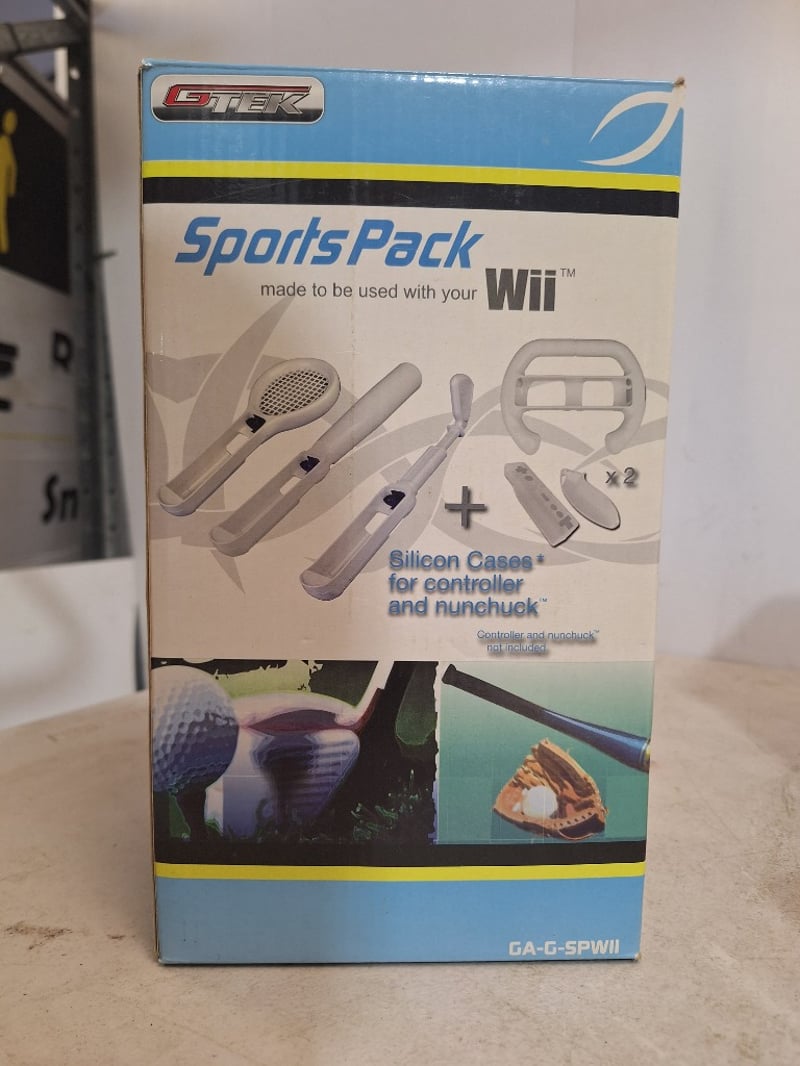 GTEK
Sports Pack
made to be used with your Wii™
+
x 2
Silicon Cases*
for controller
and nunchuck™
Controller and nunchuck™
not included
GA-G-SPWII
Sn